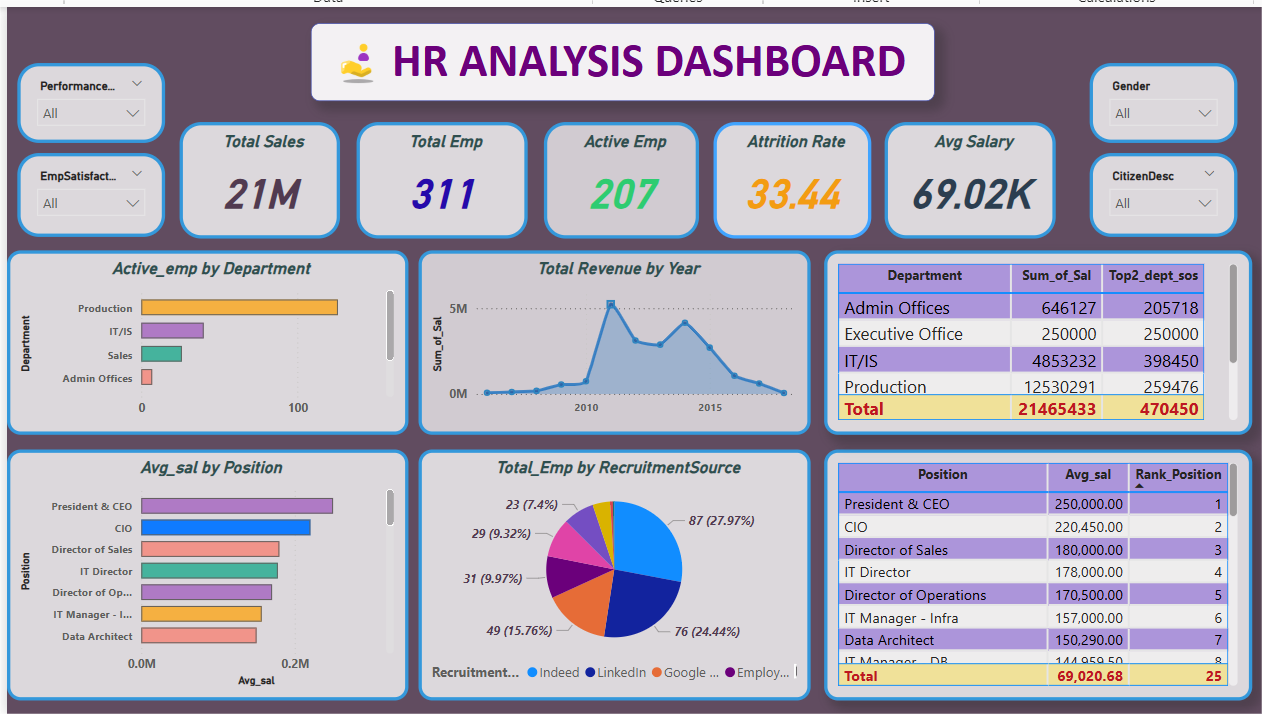 Data
Queries
Insert
Calculations
HR ANALYSIS DASHBOARD
Performance...
All
EmpSatisfact...
All
Gender
All
CitizenDesc
All
Total Sales
21M
Total Emp
311
Active Emp
207
Attrition Rate
33.44
Avg Salary
69.02K
Active_emp by Department
Department
Production
IT/IS
Sales
Admin Offices
0 100
Total Revenue by Year
Sum_of_Sal
5M
0M
2010 2015
Department Sum_of_Sal Top2_dept_sos
Admin Offices 646127 205718
Executive Office 250000 250000
IT/IS 4853232 398450
Production 12530291 259476
Total 21465433 470450
Avg_sal by Position
Position
President & CEO
CIO
Director of Sales
IT Director
Director of Op...
IT Manager - I...
Data Architect
0.0M 0.2M
Avg_sal
Total_Emp by RecruitmentSource
23 (7.4%)
87 (27.97%)
29 (9.32%)
31 (9.97%)
49 (15.76%)
76 (24.44%)
Recruitment... Indeed LinkedIn Google ... Employ...
Position Avg_sal Rank_Position
President & CEO 250,000.00 1
CIO 220,450.00 2
Director of Sales 180,000.00 3
IT Director 178,000.00 4
Director of Operations 170,500.00 5
IT Manager - Infra 157,000.00 6
Data Architect 150,290.00 7
IT Manager - DB 144,959.50 8
Total 69,020.68 25